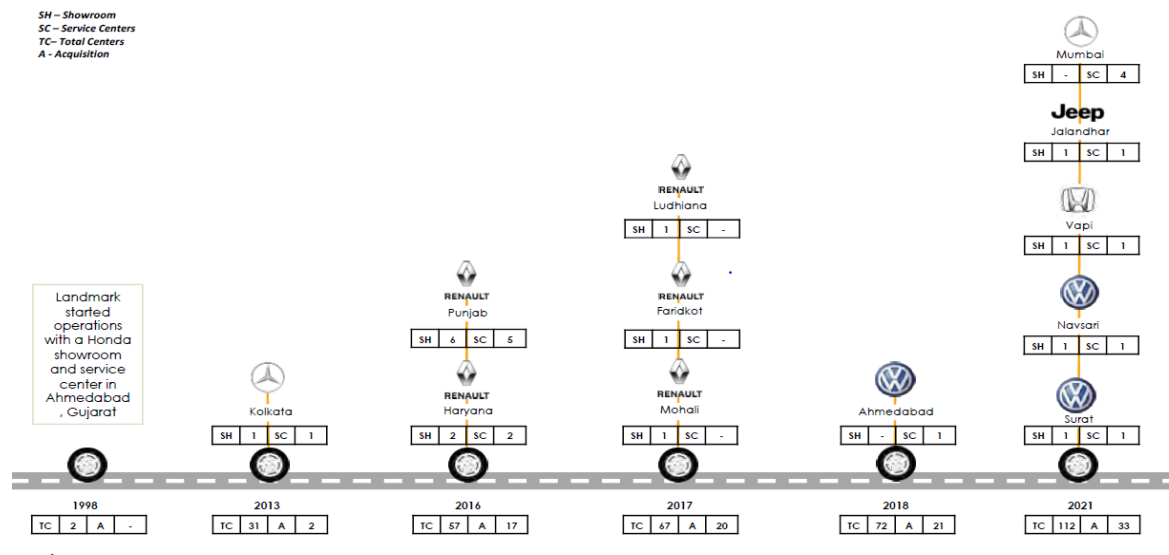 SH – Showroom
SC – Service Centers
TC– Total Centers
A - Acquisition
Landmark
started
operations
with a Honda
showroom
and service
center in
Ahmedabad
, Gujarat
1998
TC 2 A -
Kolkata
SH 1 SC 1
2013
TC 31 A 2
RENAULT
Punjab
SH 6 SC 5
RENAULT
Haryana
SH 2 SC 2
2016
TC 57 A 17
RENAULT
Ludhiana
SH 1 SC -
RENAULT
Faridkot
SH 1 SC -
RENAULT
Mohali
SH 1 SC -
2017
TC 67 A 20
Ahmedabad
SH - SC 1
2018
TC 72 A 21
Mumbai
SH - SC 4
Jeep
Jalandhar
SH 1 SC 1
Vapi
SH 1 SC 1
Navsari
SH 1 SC 1
Surat
SH 1 SC 1
2021
TC 112 A 33